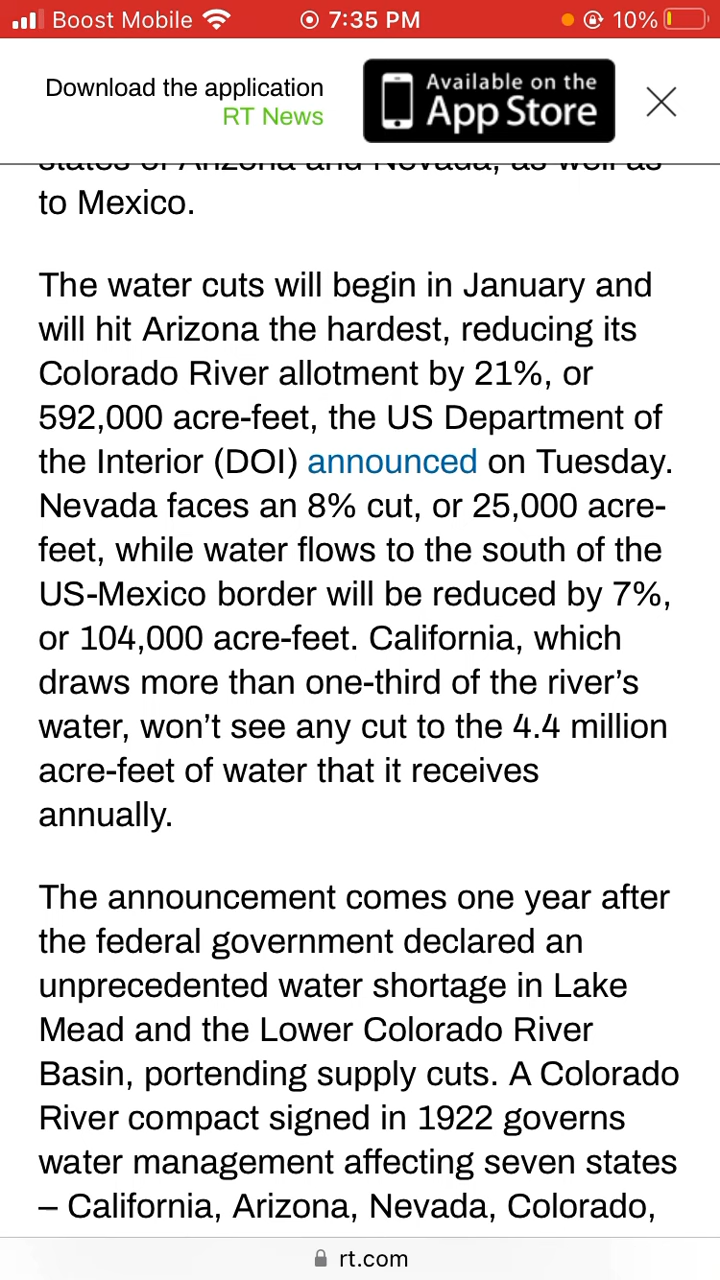 Boost Mobile 7:35 PM 10%
Download the application
RT News
Available on the
App Store
states of Arizona and Nevada, as well as
to Mexico.
The water cuts will begin in January and
will hit Arizona the hardest, reducing its
Colorado River allotment by 21%, or
592,000 acre-feet, the US Department of
the Interior (DOI) announced on Tuesday.
Nevada faces an 8% cut, or 25,000 acre-
feet, while water flows to the south of the
US-Mexico border will be reduced by 7%,
or 104,000 acre-feet. California, which
draws more than one-third of the river’s
water, won’t see any cut to the 4.4 million
acre-feet of water that it receives
annually.
The announcement comes one year after
the federal government declared an
unprecedented water shortage in Lake
Mead and the Lower Colorado River
Basin, portending supply cuts. A Colorado
River compact signed in 1922 governs
water management affecting seven states
– California, Arizona, Nevada, Colorado,
rt.com